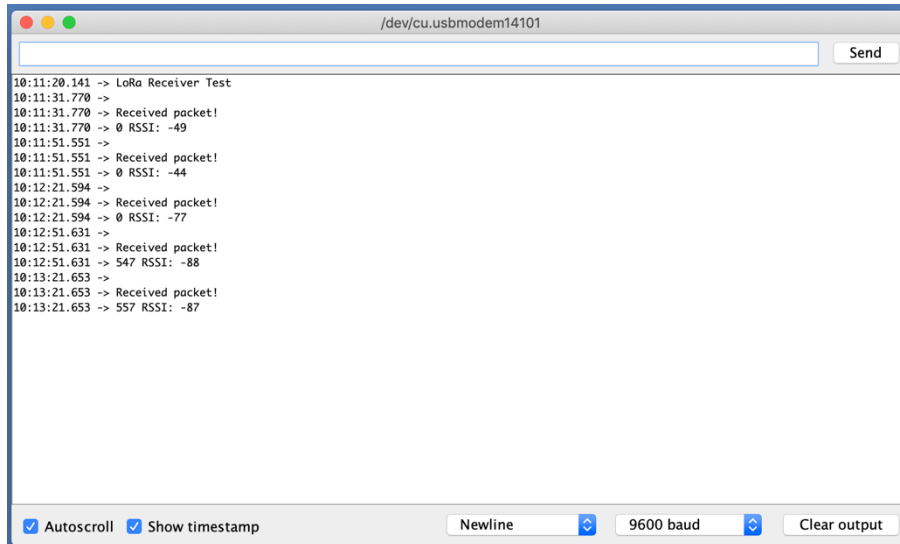 /dev/cu.usbmodem14101
Send
10:11:20.141 -> LoRa Receiver Test
10:11:31.770 ->
10:11:31.770 -> Received packet!
10:11:31.770 -> 0 RSSI: -49
10:11:51.551 ->
10:11:51.551 -> Received packet!
10:11:51.551 -> 0 RSSI: -44
10:12:21.594 ->
10:12:21.594 -> Received packet!
10:12:21.594 -> 0 RSSI: -77
10:12:51.631 ->
10:12:51.631 -> Received packet!
10:12:51.631 -> 547 RSSI: -88
10:13:21.653 ->
10:13:21.653 -> Received packet!
10:13:21.653 -> 557 RSSI: -87
Autoscroll Show timestamp Newline 9600 baud Clear output